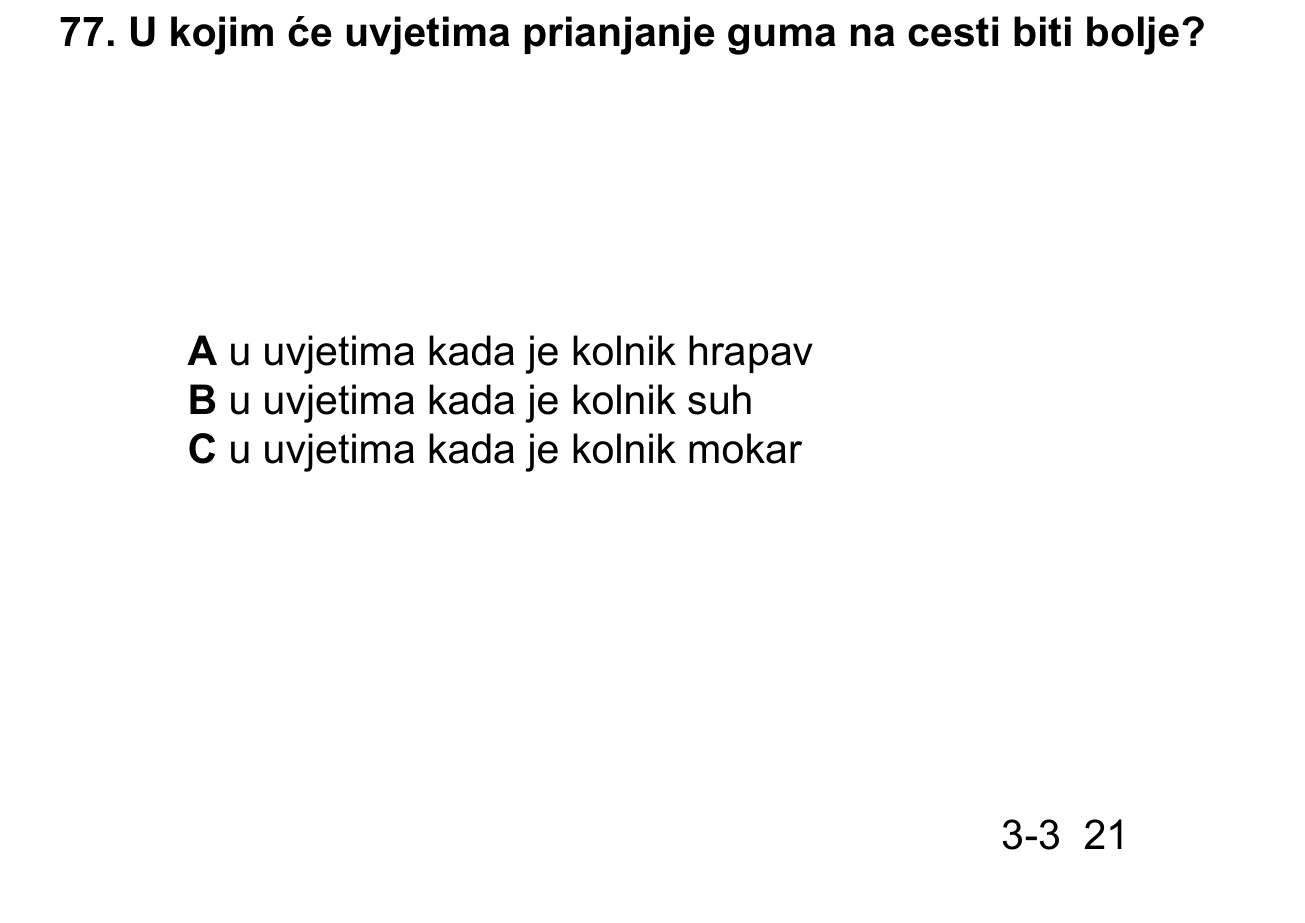 77. U kojim će uvjetima prianjanje guma na cesti biti bolje?
A u uvjetima kada je kolnik hrapav
B u uvjetima kada je kolnik suh
C u uvjetima kada je kolnik mokar
3-3 21